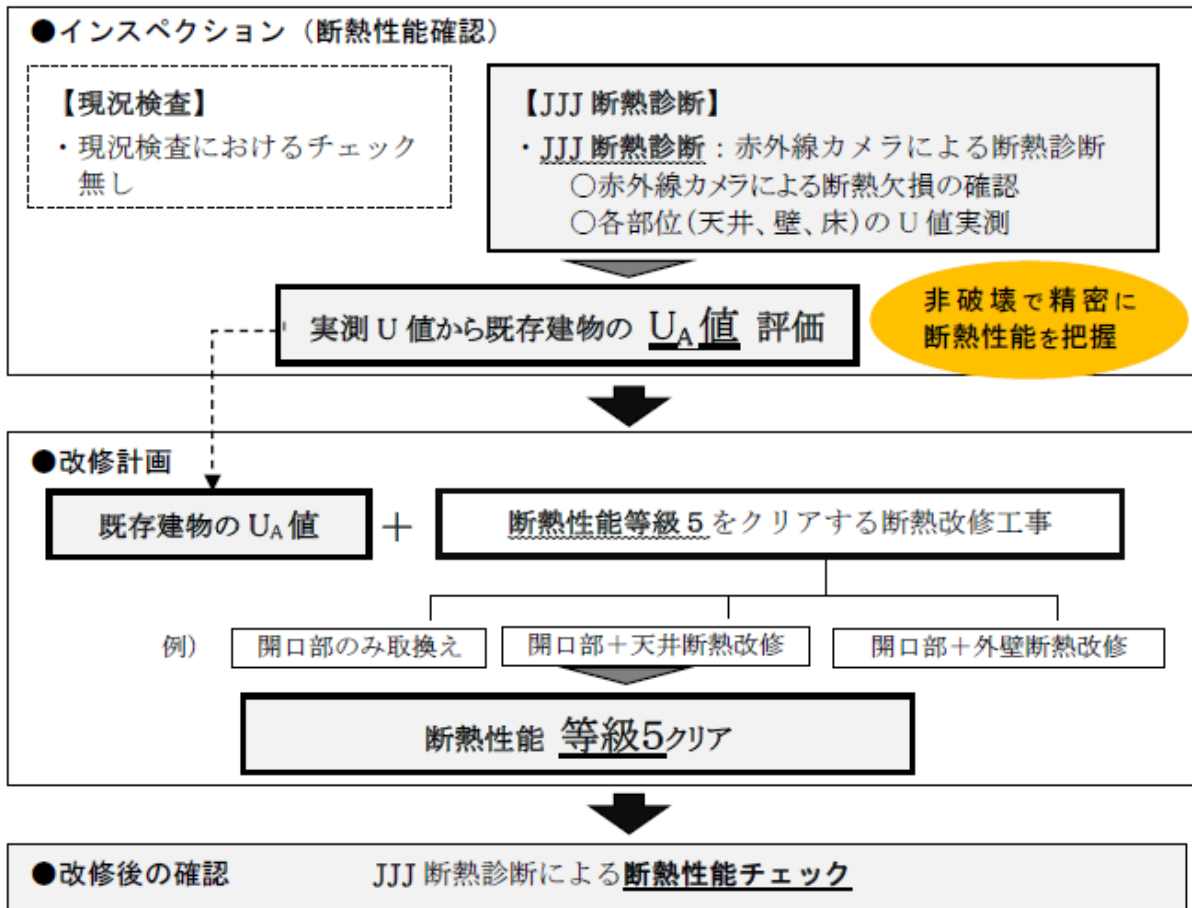 ●インスペクション（断熱性能確認）
【現況検査】
・現況検査におけるチェック
無し
【JJJ 断熱診断】
・JJJ 断熱診断：赤外線カメラによる断熱診断
○赤外線カメラによる断熱欠損の確認
○各部位（天井、壁、床）の U 値実測
実測 U 値から既存建物の UA 値 評価
非破壊で精密に
断熱性能を把握
●改修計画
既存建物の UA 値
＋
断熱性能等級 5 をクリアする断熱改修工事
例）
開口部のみ取換え
開口部＋天井断熱改修
開口部＋外壁断熱改修
断熱性能 等級5クリア
●改修後の確認 JJJ 断熱診断による断熱性能チェック